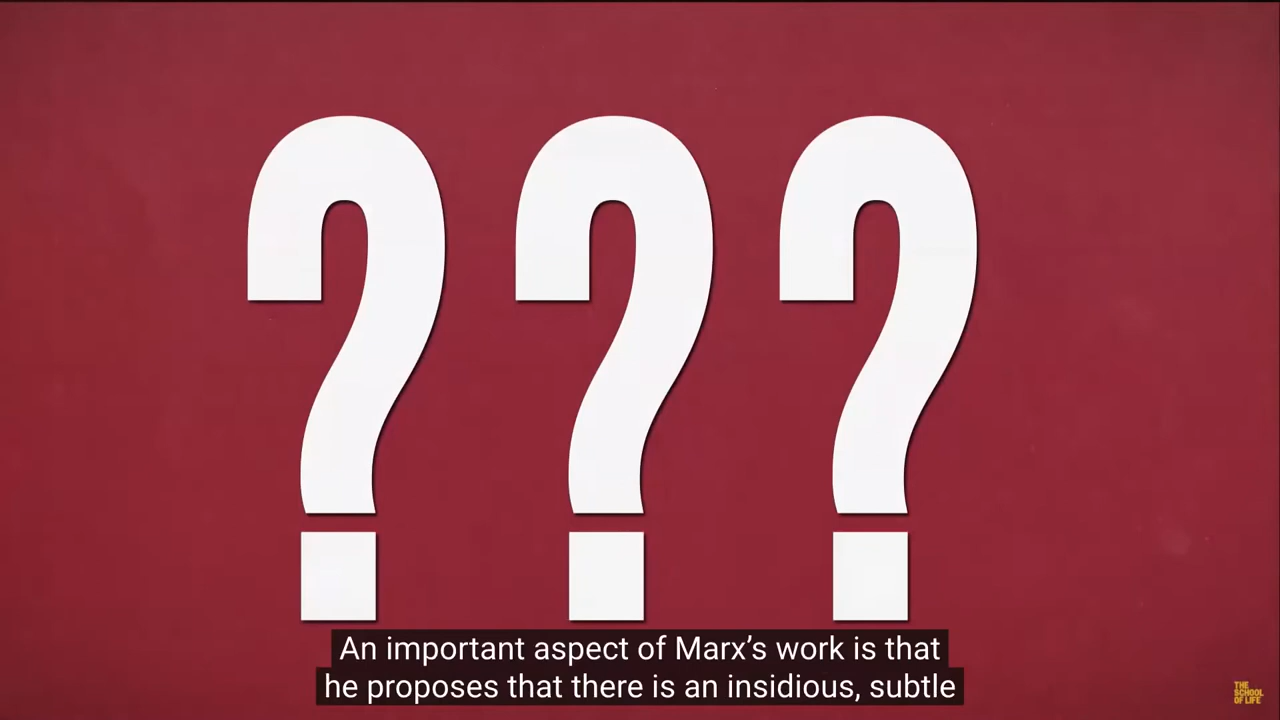 ???
An important aspect of Marx’s work is that
he proposes that there is an insidious, subtle
THE
SCHOOL
OF LIFE